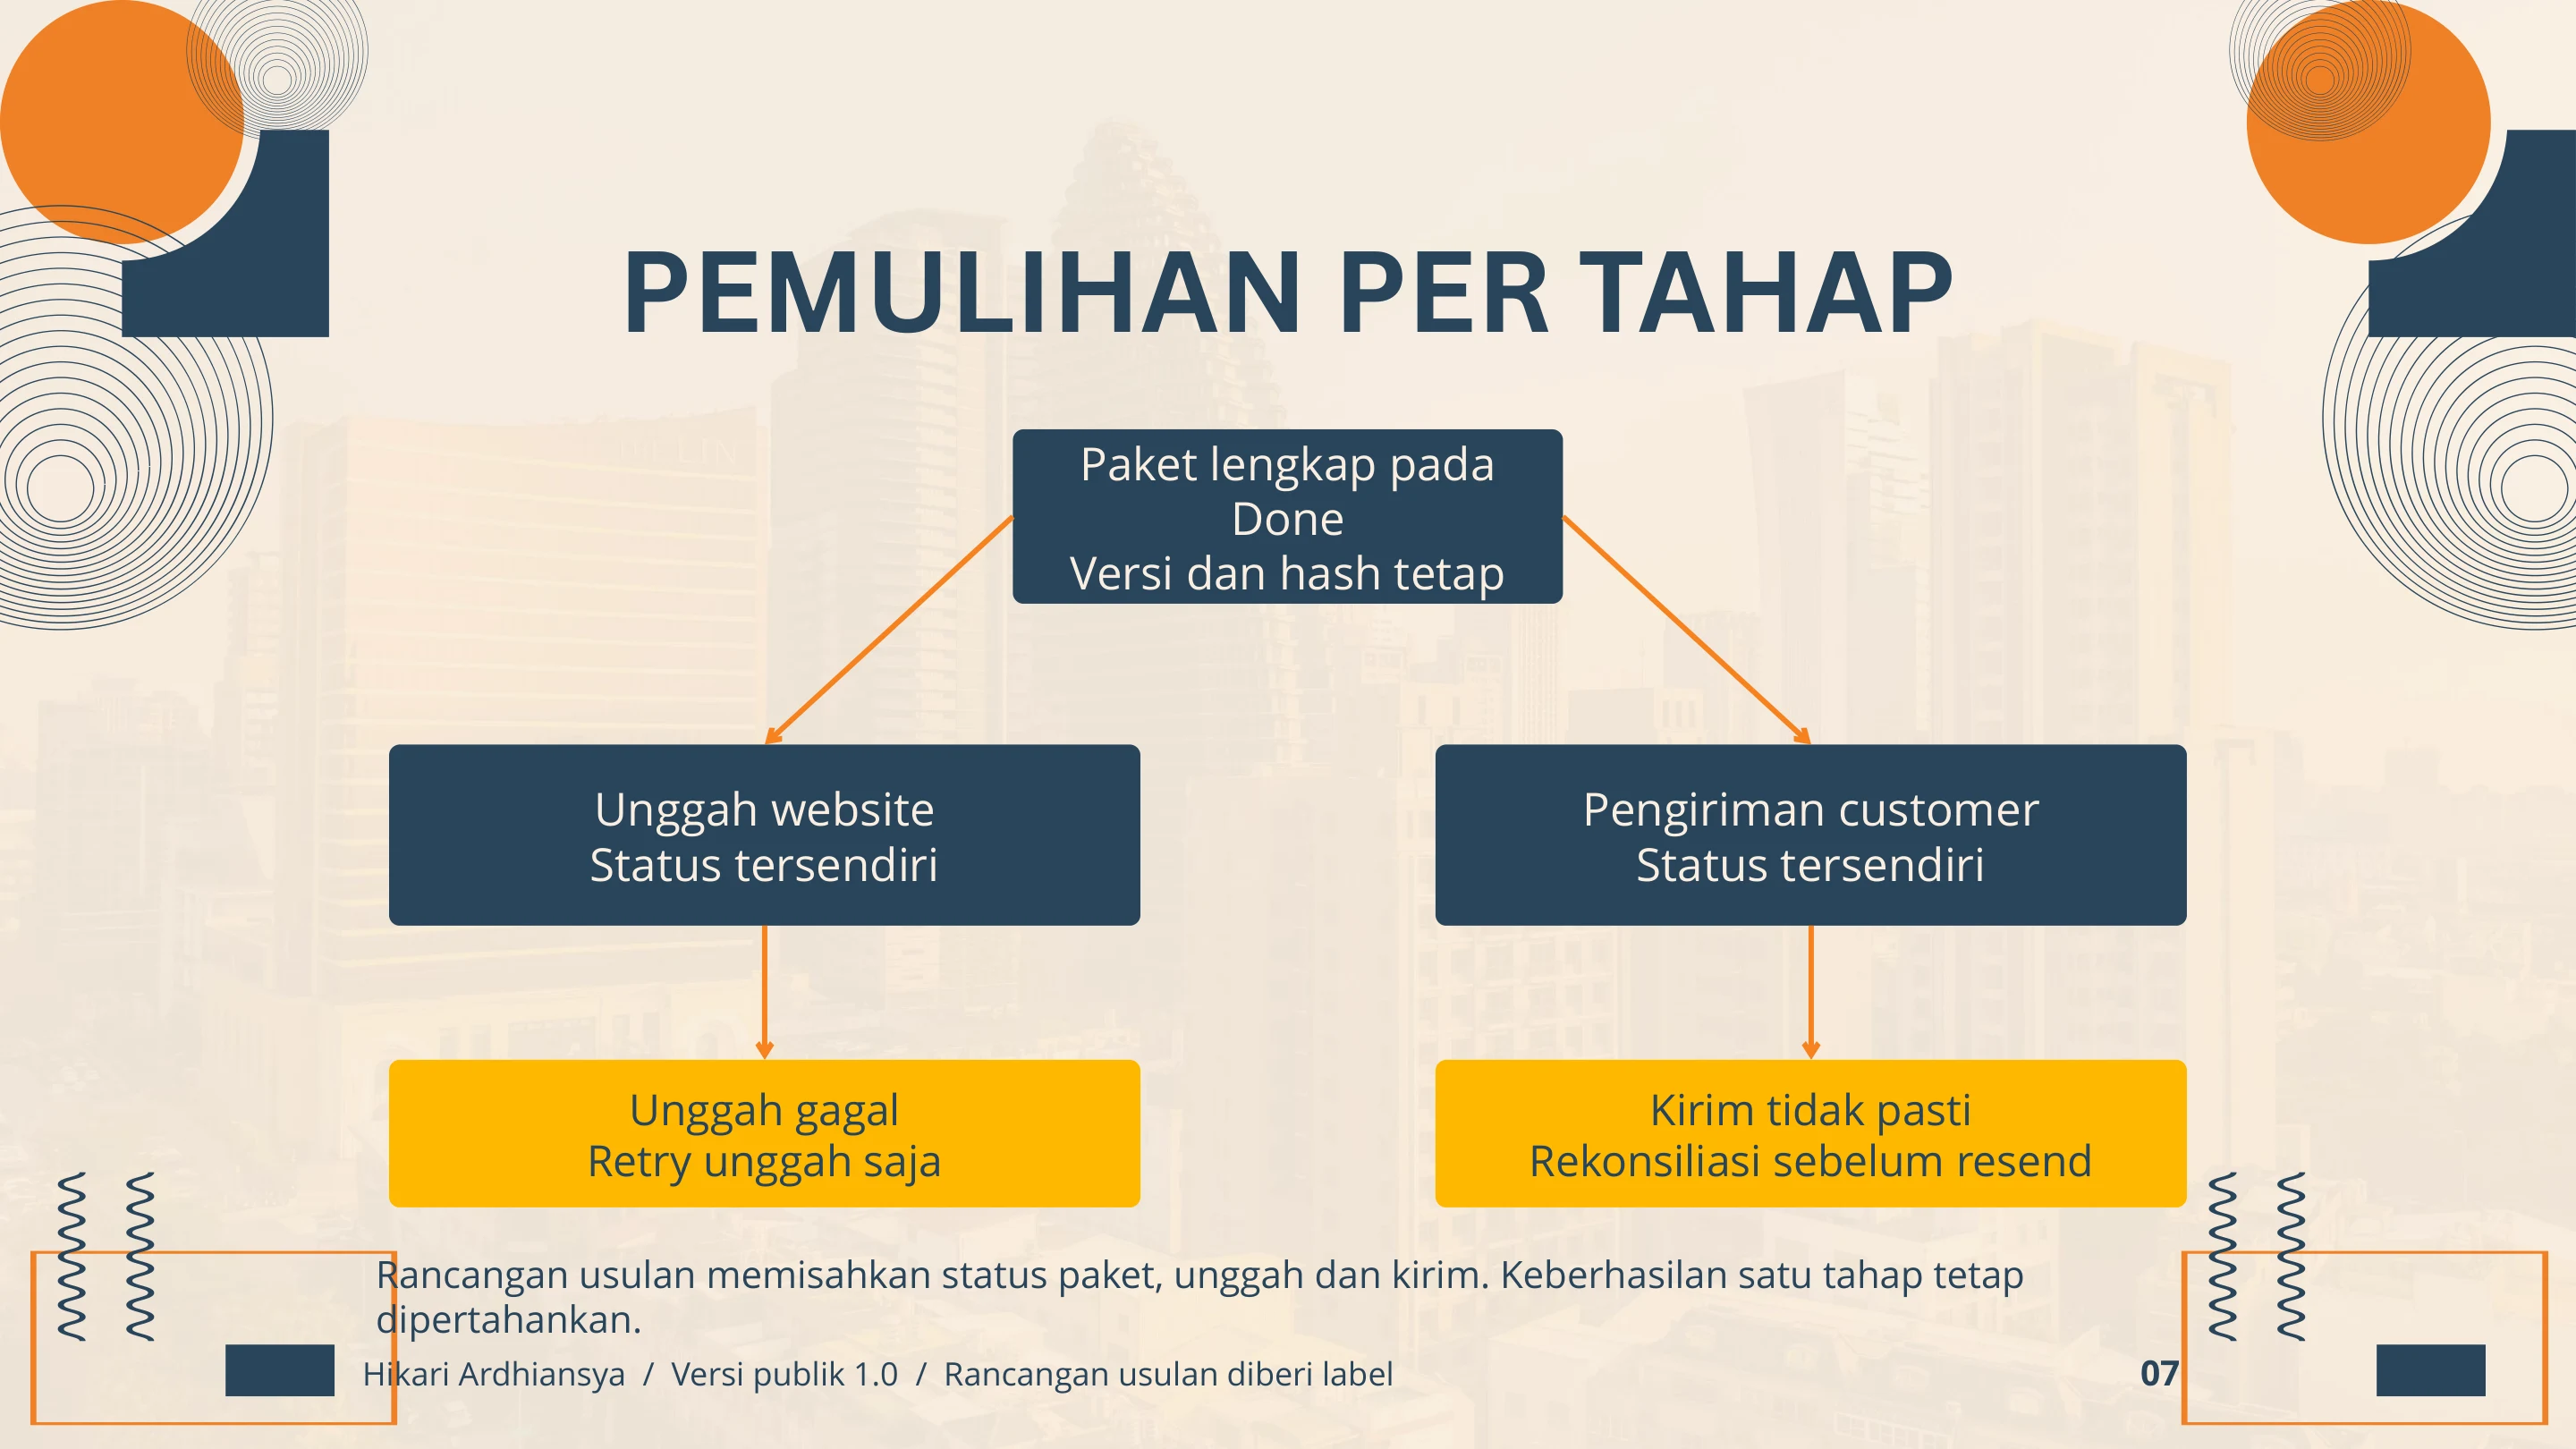 PEMULIHAN PER TAHAP
Paket lengkap pada
Done
Versi dan hash tetap
Unggah website
Status tersendiri
Pengiriman customer
Status tersendiri
Unggah gagal
Retry unggah saja
Kirim tidak pasti
Rekonsiliasi sebelum resend
Rancangan usulan memisahkan status paket, unggah dan kirim. Keberhasilan satu tahap tetap
dipertahankan.
Hikari Ardhiansya / Versi publik 1.0 / Rancangan usulan diberi label
07